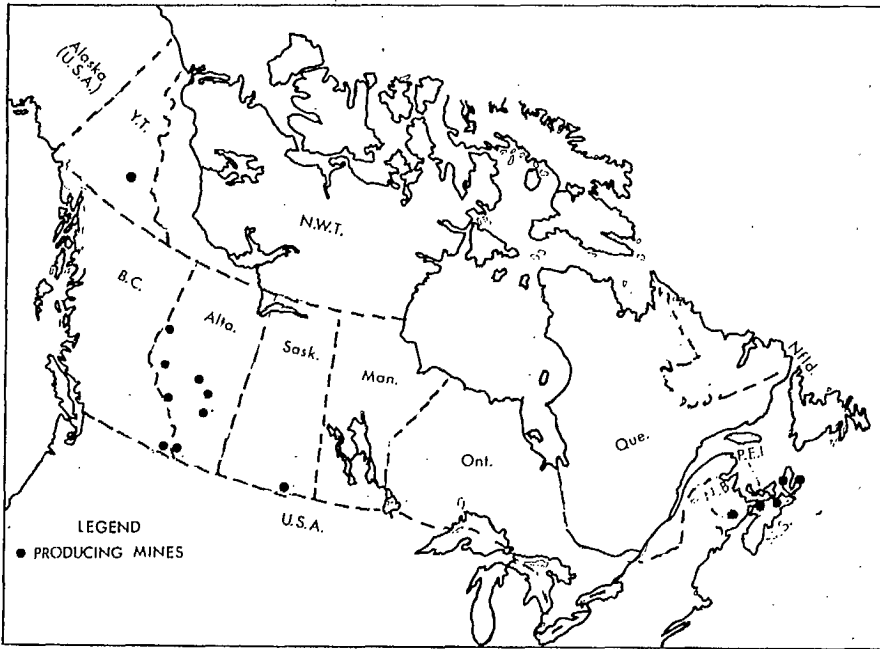 Alaska
(U.S.A.)
Y.T.
N.W.T.
B.C.
Alta.
Sask.
Man.
Ont.
Que.
Nfld.
P.E.I
N.B.
U.S.A.
LEGEND
● PRODUCING MINES